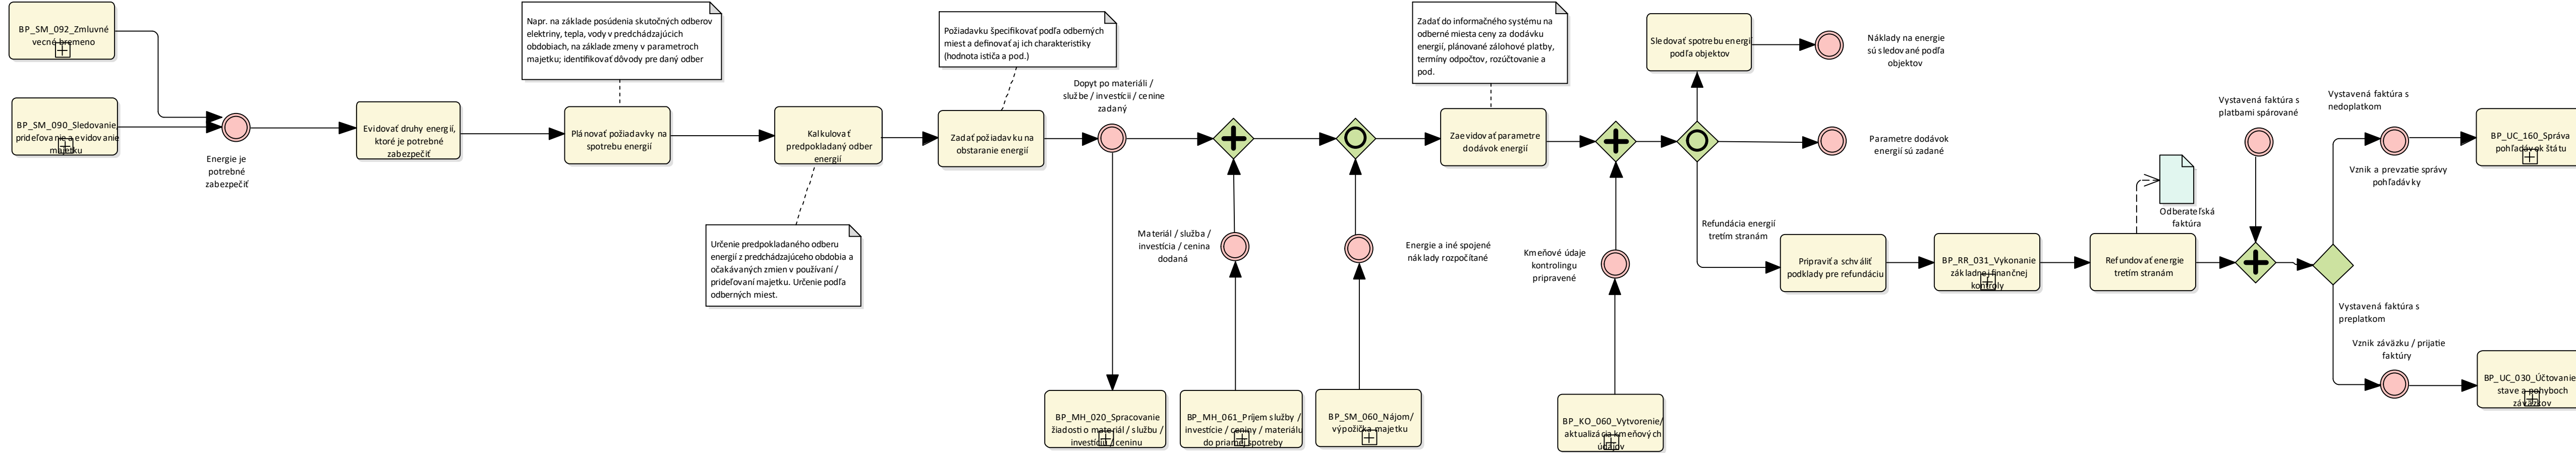 BP_SM_092_Zmluvné
vecné bremeno
BP_SM_090_Sledovanie,
prideľovanie a evidovanie
majetku
Energie je
potrebné
zabezpečiť
Evidovať druhy energií,
ktoré je potrebné
zabezpečiť
Napr. na základe posúdenia skutočných odberov
elektriny, tepla, vody v predchádzajúcich
obdobiach, na základe zmeny v parametroch
majetku; identifikovať dôvody pre daný odber
Plánovať požiadavky na
spotrebu energií
Kalkulovať
predpokladaný odber
energií
Určenie predpokladaného odberu
energií z predchádzajúceho obdobia a
očakávaných zmien v používaní /
prideľovaní majetku. Určenie podľa
odberných miest.
Požiadavku špecifikovať podľa odberných
miest a definovať aj ich charakteristiky
(hodnota ističa a pod.)
Zadať požiadavku na
obstaranie energií
Dopyt po materiáli /
službe / investícii / cenine
zadaný
BP_MH_020_Spracovanie
žiadosti o materiál / službu /
investíciu / ceninu
Materiál / služba /
investícia / cenina
dodaná
BP_MH_061_Príjem služby /
investície / ceniny / materiálu
do priamej spotreby
Energie a iné spojené
náklady rozpočítané
BP_SM_060_Nájom/
výpožička majetku
Zadať do informačného systému na
odberné miesta ceny za dodávku
energií, plánované zálohové platby,
termíny odpočtov, rozúčtovanie a
pod.
Zaevidovať parametre
dodávok energií
Kmeňové údaje
kontrolingu
pripravené
BP_KO_060_Vytvorenie/
aktualizácia kmeňových
údajov
Sledovať spotrebu energií
podľa objektov
Náklady na energie
sú sledované podľa
objektov
Parametre dodávok
energií sú zadané
Refundácia energií
tretím stranám
Pripraviť a schváliť
podklady pre refundáciu
BP_RR_031_Vykonanie
základnej finančnej
kontroly
Refundovať energie
tretím stranám
Odberateľská
faktúra
Vystavená faktúra s
platbami spárované
Vystavená faktúra s
nedoplatkom
Vznik a prevzatie správy
pohľadávky
BP_UC_160_Správa
pohľadávok štátu
Vystavená faktúra s
preplatkom
Vznik záväzku / prijatie
faktúry
BP_UC_030_Účtovanie
stave a pohyboch
záväzkov